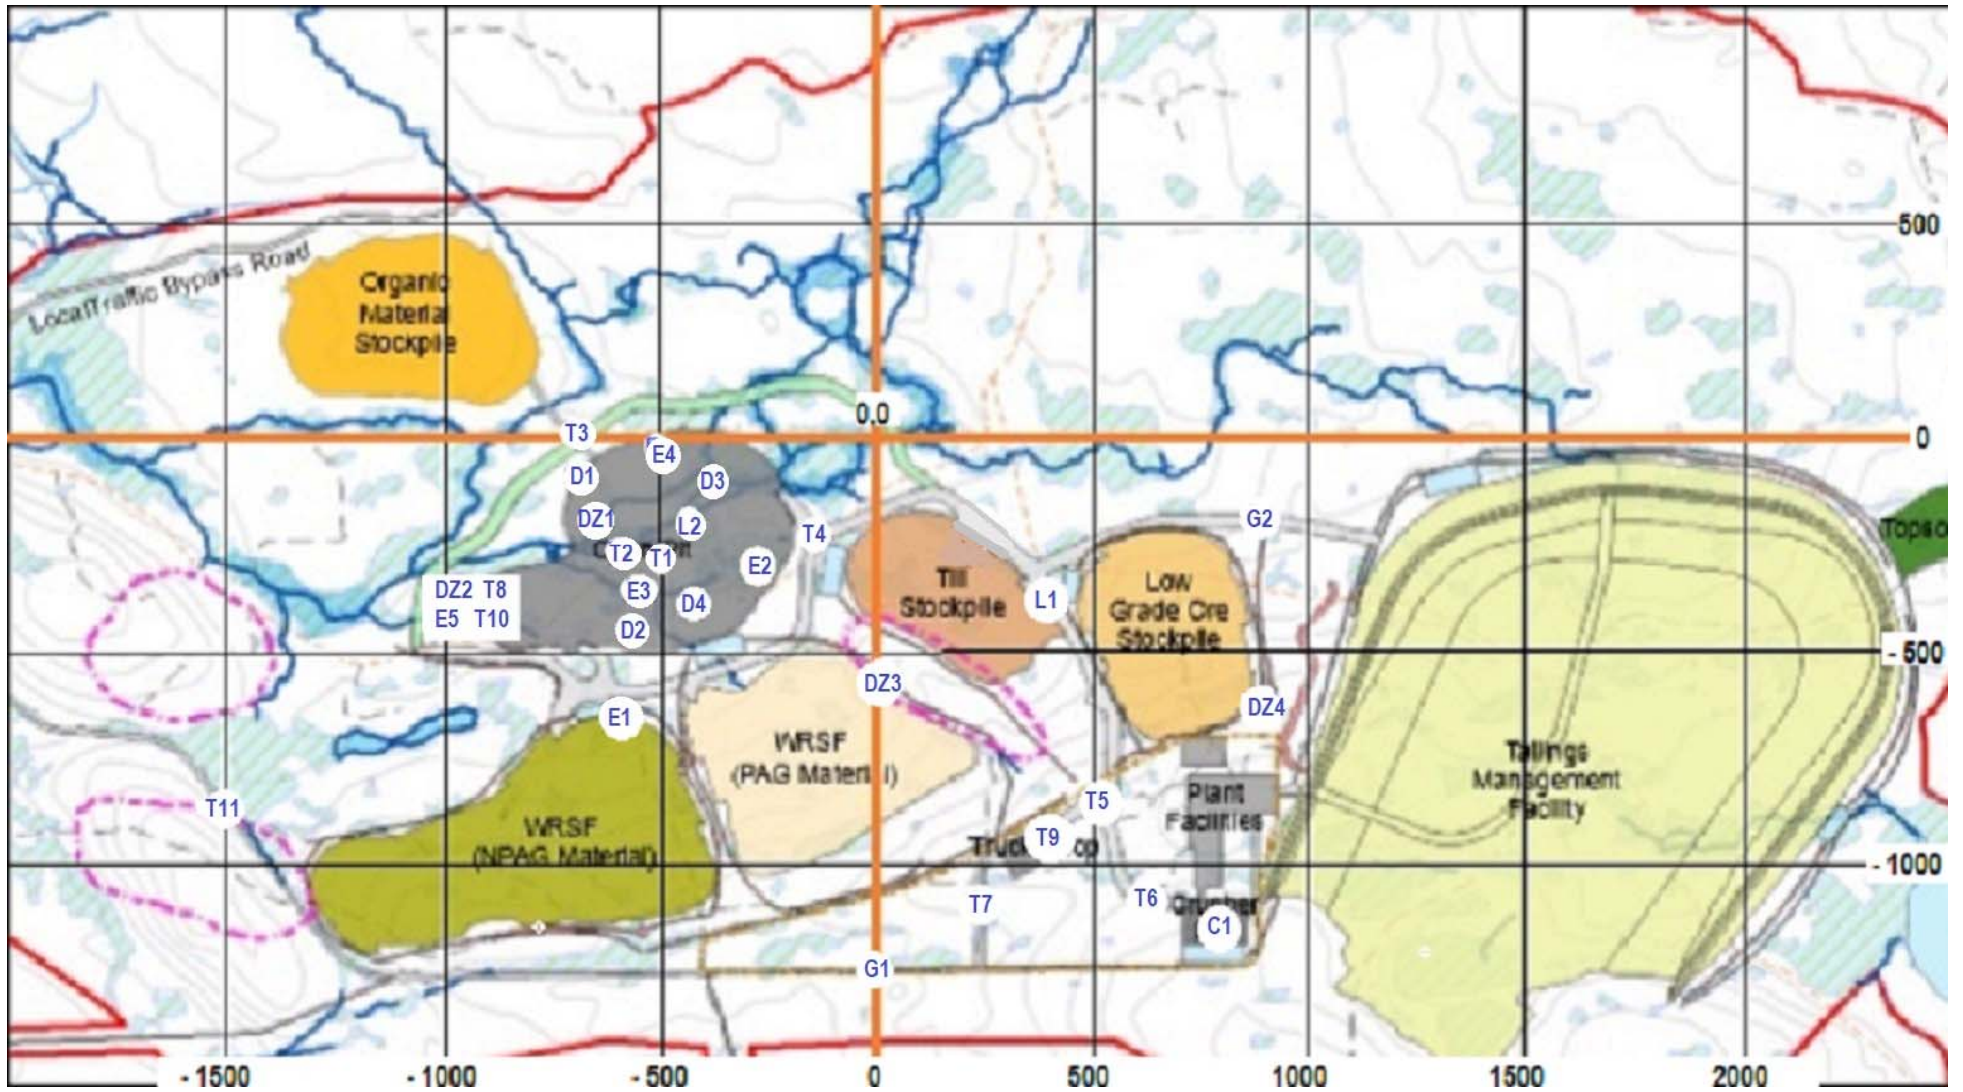 500
Local Traffic Bypass Road
Organic
Material
Stockpile
0.0
0
T3
E4
D1
D3
DZ1
L2
T4
G2
T2
T1
E2
Topso
DZ2 T8
E5 T10
E3
D4
D2
Till
Stockpile
L1
Low
Grade Ore
Stockpile
- 500
DZ3
DZ4
E1
WRSF
(PAG Material)
Tailings
Management
Facility
T11
T5
Plant
Facilities
WRSF
(NPAG Material)
T9
- 1000
T7
T6
Crusher
C1
G1
- 1500
- 1000
- 500
0
500
1000
1500
2000